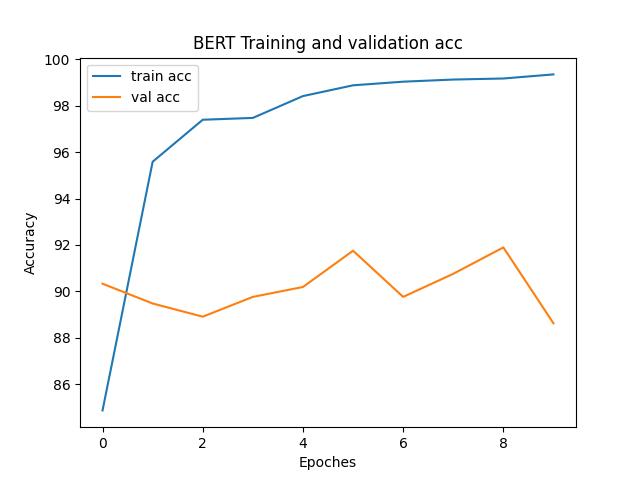 BERT Training and validation acc
train acc
val acc
100
98
96
94
92
90
88
86
Accuracy
0
2
4
6
8
Epoches